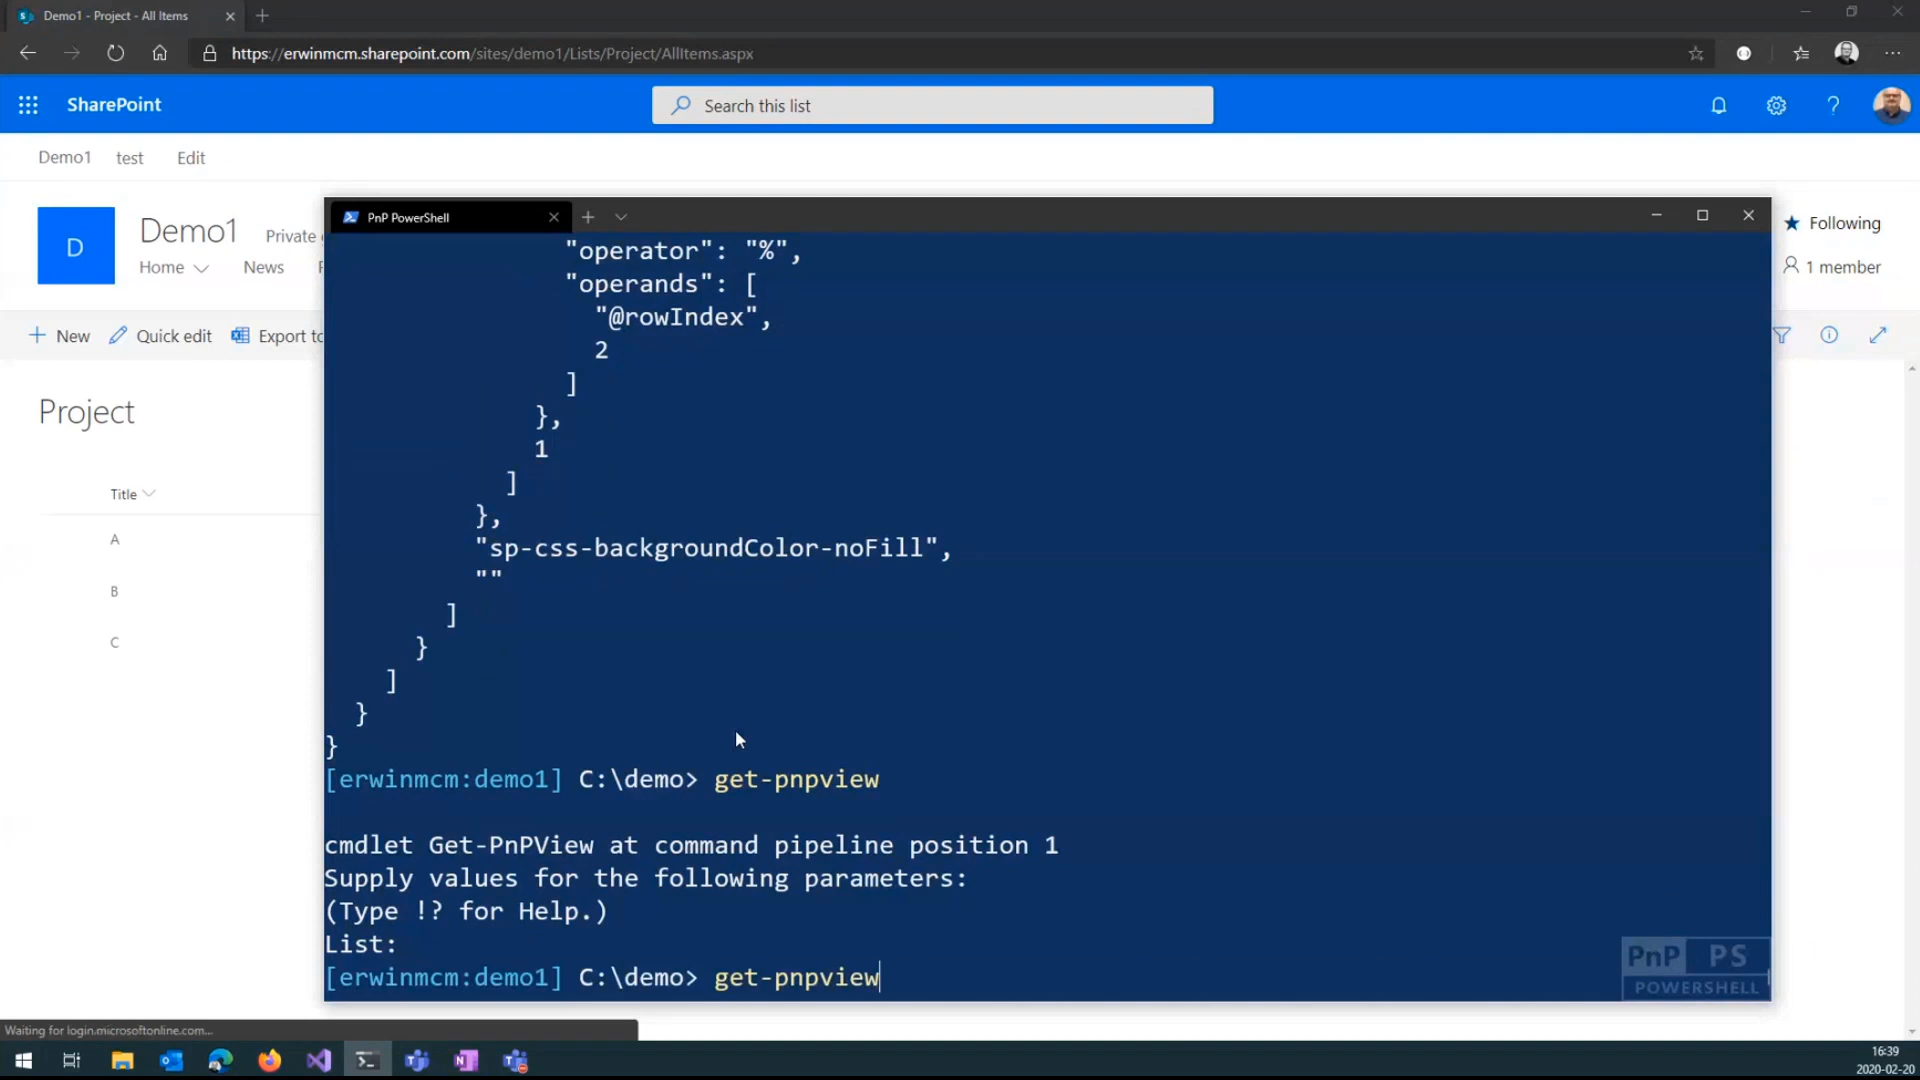 Demo1 - Project - All Items
https://erwinmcm.sharepoint.com/sites/demo1/Lists/Project/AllItems.aspx
SharePoint
Search this list
Demo1 test Edit
D
Demo1 Private
Following
Home News
1 member
New Quick edit Export to
Project
Title
A
B
C
PnP PowerShell
"operator": "%",
"operands": [
"@rowIndex",
2
]
},
1
]
},
"sp-css-backgroundColor-noFill",
""
]
}
]
}
}
[erwinmcm:demo1] C:\demo> get-pnpview
cmdlet Get-PnPView at command pipeline position 1
Supply values for the following parameters:
(Type !? for Help.)
List:
[erwinmcm:demo1] C:\demo> get-pnpview
PnP PS
POWERSHELL
Waiting for login.microsoftonline.com...
16:39
2020-02-20